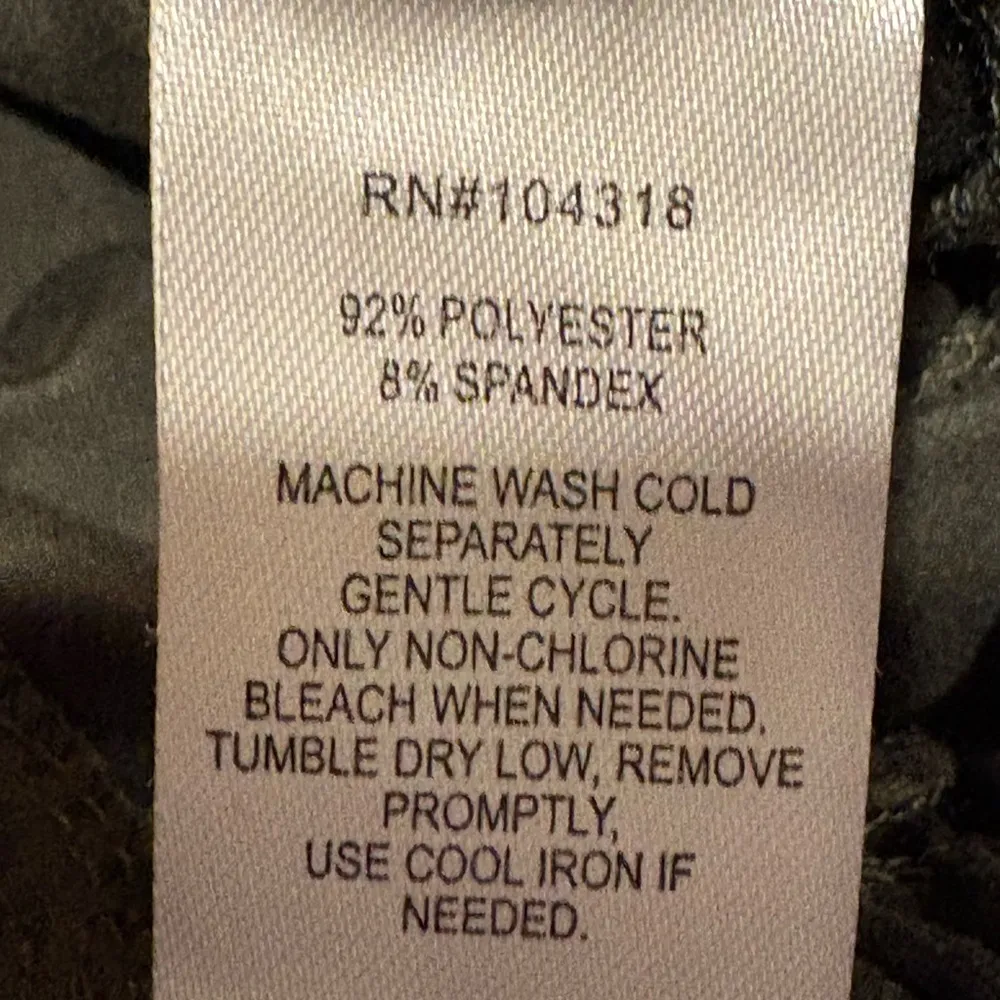 RN#104318
92% POLYESTER
8% SPANDEX
MACHINE WASH COLD
SEPARATELY
GENTLE CYCLE.
ONLY NON-CHLORINE
BLEACH WHEN NEEDED.
TUMBLE DRY LOW, REMOVE
PROMPTLY,
USE COOL IRON IF
NEEDED.